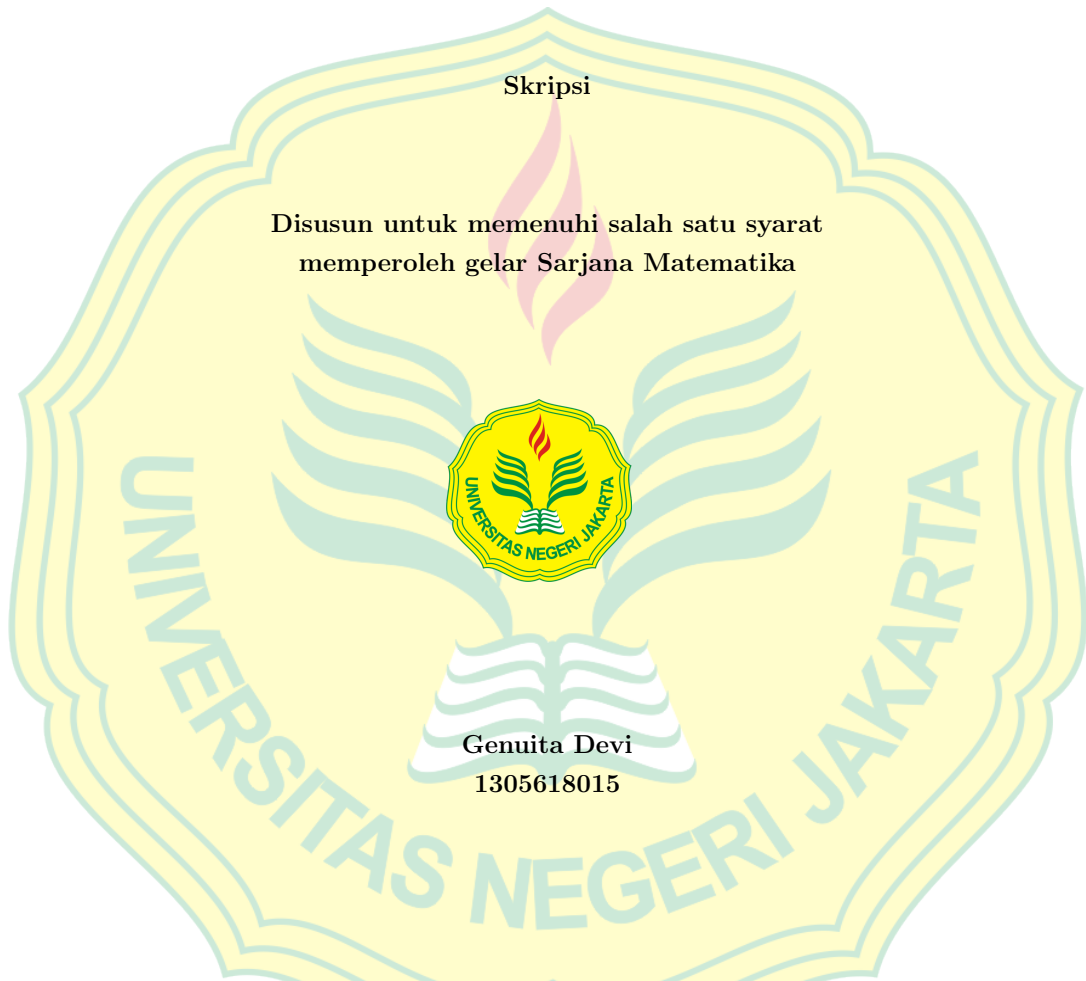 Skripsi
Disusun untuk memenuhi salah satu syarat
memperoleh gelar Sarjana Matematika
UNIVERSITAS NEGERI JAKARTA
Genuita Devi
1305618015
UNIVERSITAS NEGERI JAKARTA